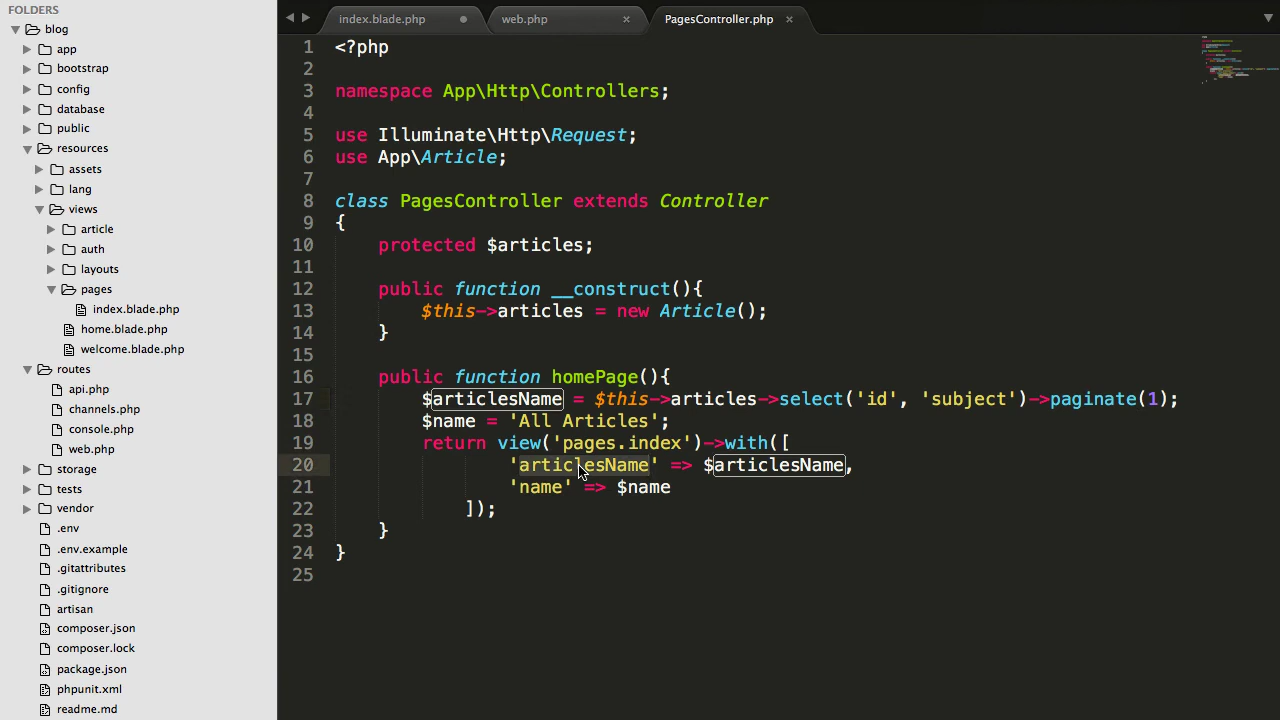 FOLDERS
blog
app
bootstrap
config
database
public
resources
assets
lang
views
article
auth
layouts
pages
index.blade.php
home.blade.php
welcome.blade.php
routes
api.php
channels.php
console.php
web.php
storage
tests
vendor
.env
.env.example
.gitattributes
.gitignore
artisan
composer.json
composer.lock
package.json
phpunit.xml
readme.md
index.blade.php
web.php
PagesController.php
1 <?php
2
3 namespace App\Http\Controllers;
4
5 use Illuminate\Http\Request;
6 use App\Article;
7
8 class PagesController extends Controller
9 {
10     protected $articles;
11
12     public function __construct(){
13         $this->articles = new Article();
14     }
15
16     public function homePage(){
17         $articlesName = $this->articles->select('id', 'subject')->paginate(1);
18         $name = 'All Articles';
19         return view('pages.index')->with([
20                 'articlesName' => $articlesName,
21                 'name' => $name
22             ]);
23     }
24 }
25